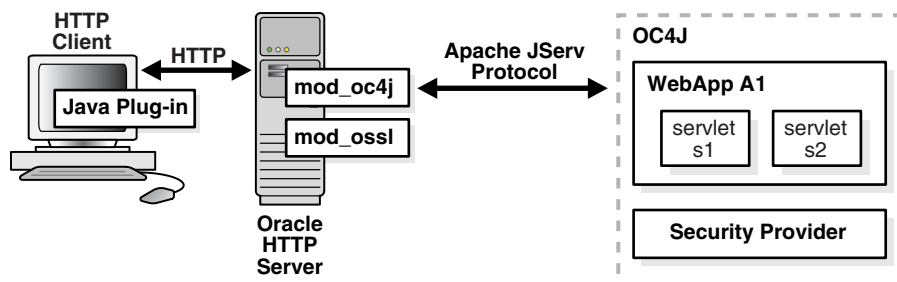 HTTP
Client
Java Plug-in
HTTP
mod_oc4j
mod_ossl
Oracle
HTTP
Server
Apache JServ
Protocol
OC4J
WebApp A1
servlet
s1
servlet
s2
Security Provider